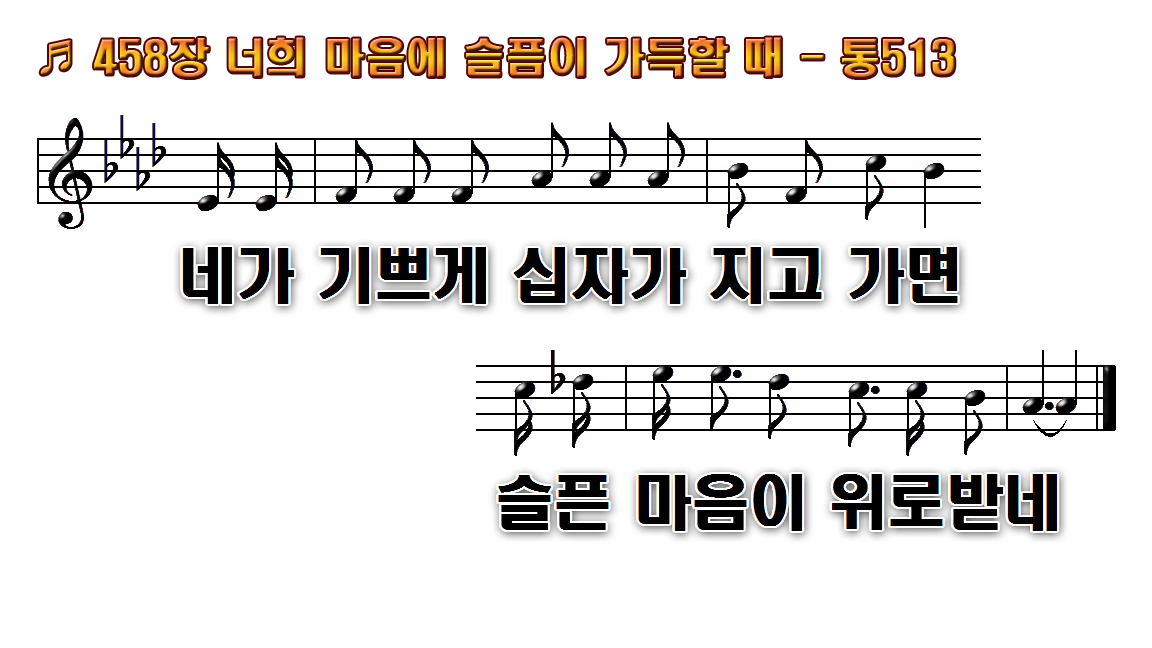 ♬ 458장 너희 마음에 슬픔이 가득할 때 - 통513
네가 기쁘게 십자가 지고 가면
슬픈 마음이 위로받네